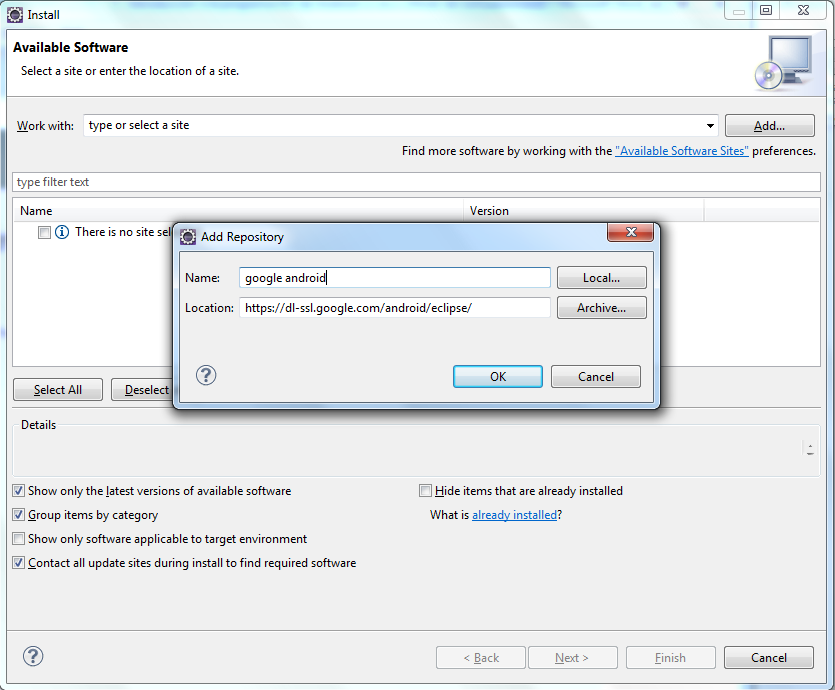 Install
Available Software
Select a site or enter the location of a site.
Work with: type or select a site Add...
Find more software by working with the "Available Software Sites" preferences.
type filter text
Name Version
There is no site sel
Add Repository
Name: google android Local...
Location: https://dl-ssl.google.com/android/eclipse/ Archive...
OK Cancel
Select All Deselect
Details
Show only the latest versions of available software Hide items that are already installed
Group items by category What is already installed?
Show only software applicable to target environment
Contact all update sites during install to find required software
< Back Next > Finish Cancel